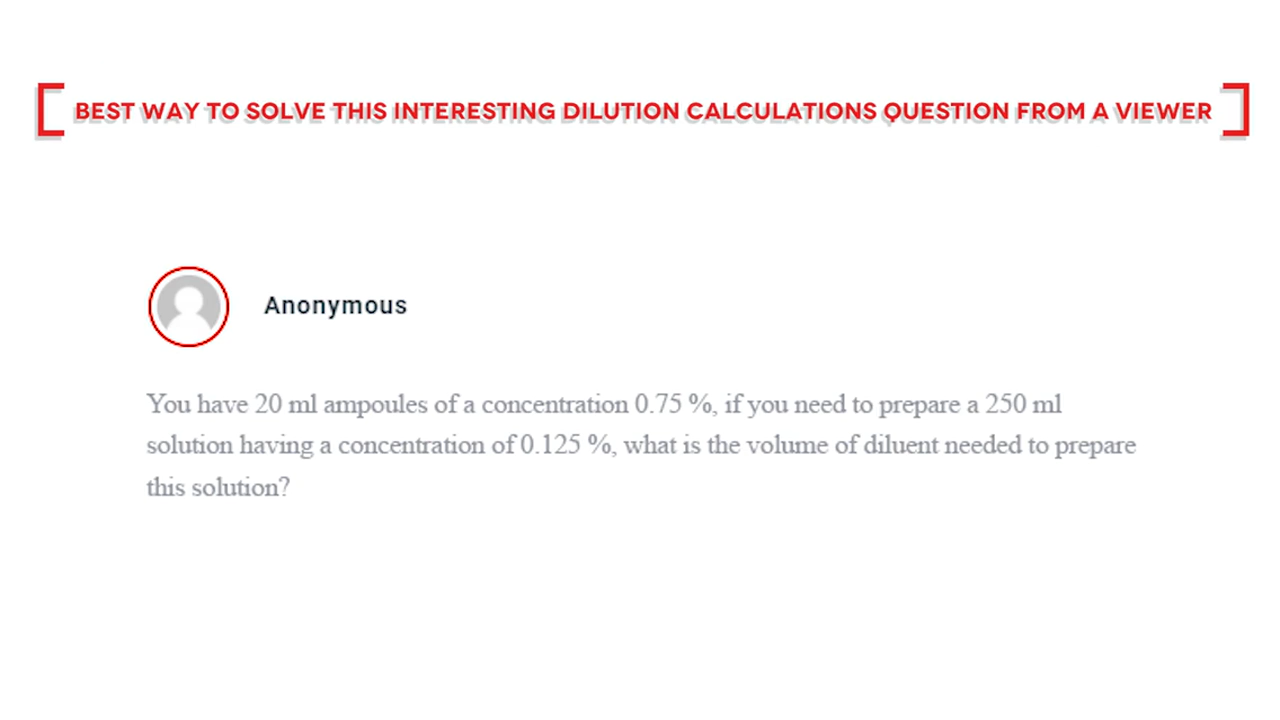 BEST WAY TO SOLVE THIS INTERESTING DILUTION CALCULATIONS QUESTION FROM A VIEWER
Anonymous
You have 20 ml ampoules of a concentration 0.75 %, if you need to prepare a 250 ml
solution having a concentration of 0.125 %, what is the volume of diluent needed to prepare
this solution?